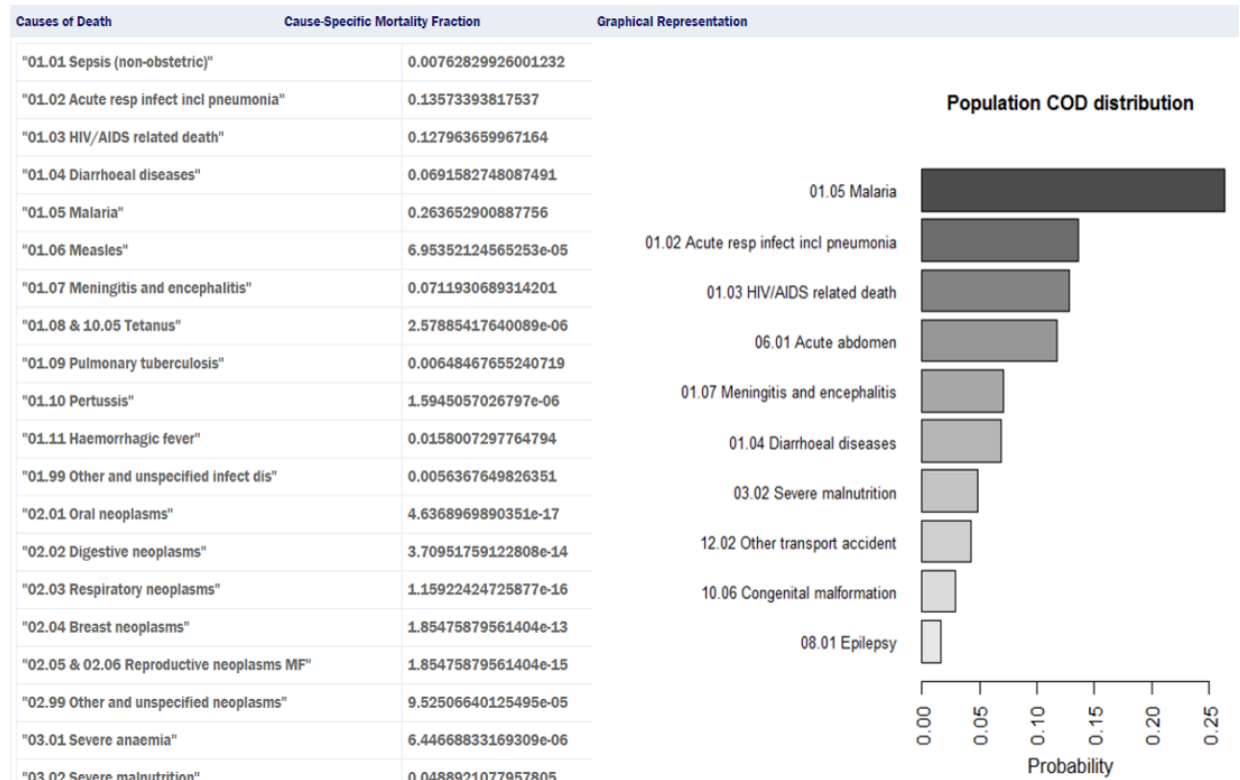 Causes of Death Cause-Specific Mortality Fraction Graphical Representation
"01.01 Sepsis (non-obstetric)" 0.00762829926001232
"01.02 Acute resp infect incl pneumonia" 0.13573393817537
"01.03 HIV/AIDS related death" 0.127963659967164
"01.04 Diarrhoeal diseases" 0.0691582748087491
"01.05 Malaria" 0.263652900887756
"01.06 Measles" 6.95352124565253e-05
"01.07 Meningitis and encephalitis" 0.0711930689314201
"01.08 & 10.05 Tetanus" 2.57885417640089e-06
"01.09 Pulmonary tuberculosis" 0.00648467655240719
"01.10 Pertussis" 1.5945057026797e-06
"01.11 Haemorrhagic fever" 0.0158007297764794
"01.99 Other and unspecified infect dis" 0.0056367649826351
"02.01 Oral neoplasms" 4.6368969890351e-17
"02.02 Digestive neoplasms" 3.70951759122808e-14
"02.03 Respiratory neoplasms" 1.15922424725877e-16
"02.04 Breast neoplasms" 1.85475879561404e-13
"02.05 & 02.06 Reproductive neoplasms MF" 1.85475879561404e-15
"02.99 Other and unspecified neoplasms" 9.52506640125495e-05
"03.01 Severe anaemia" 6.44668833169309e-06
"03.02 Severe malnutrition" 0.0488921077957805
Population COD distribution
01.05 Malaria
01.02 Acute resp infect incl pneumonia
01.03 HIV/AIDS related death
06.01 Acute abdomen
01.07 Meningitis and encephalitis
01.04 Diarrhoeal diseases
03.02 Severe malnutrition
12.02 Other transport accident
10.06 Congenital malformation
08.01 Epilepsy
0.00 0.05 0.10 0.15 0.20 0.25
Probability